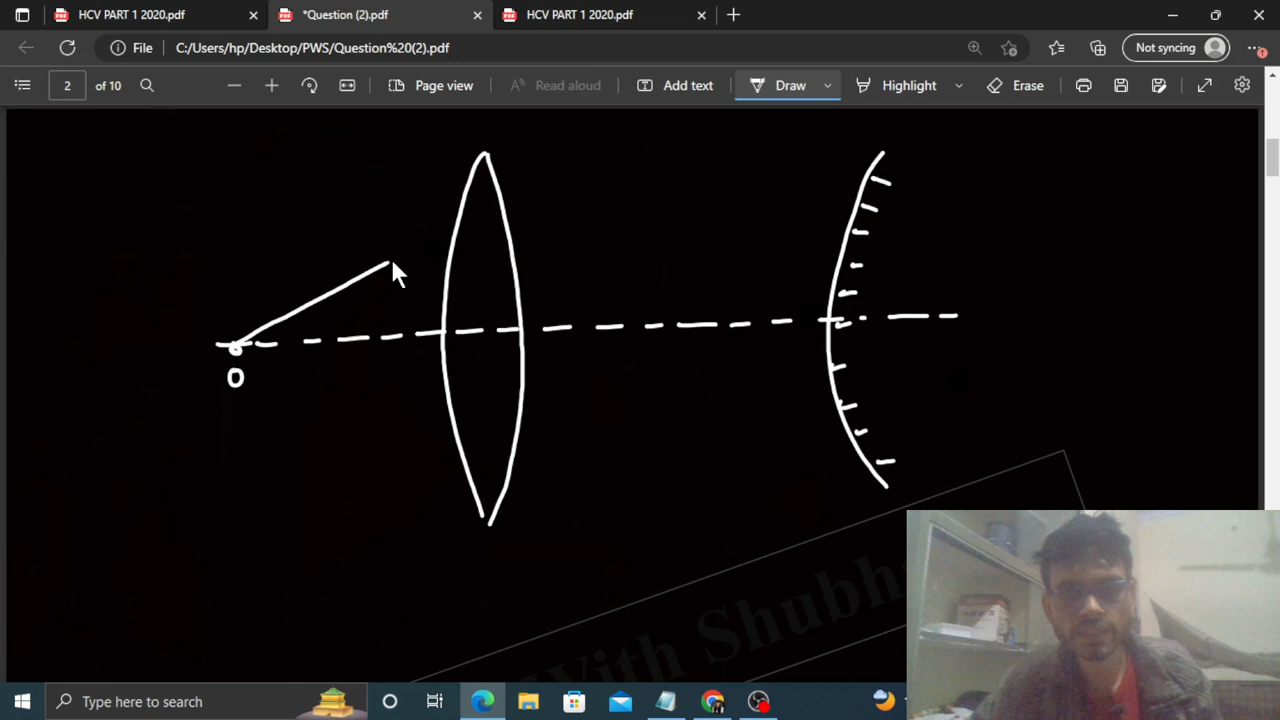 HCV PART 1 2020.pdf
*Question (2).pdf
HCV PART 1 2020.pdf
File
C:/Users/hp/Desktop/PWS/Question%20(2).pdf
Not syncing
2 of 10
Page view
Read aloud
Add text
Draw
Highlight
Erase
O
With Shubh
Type here to search